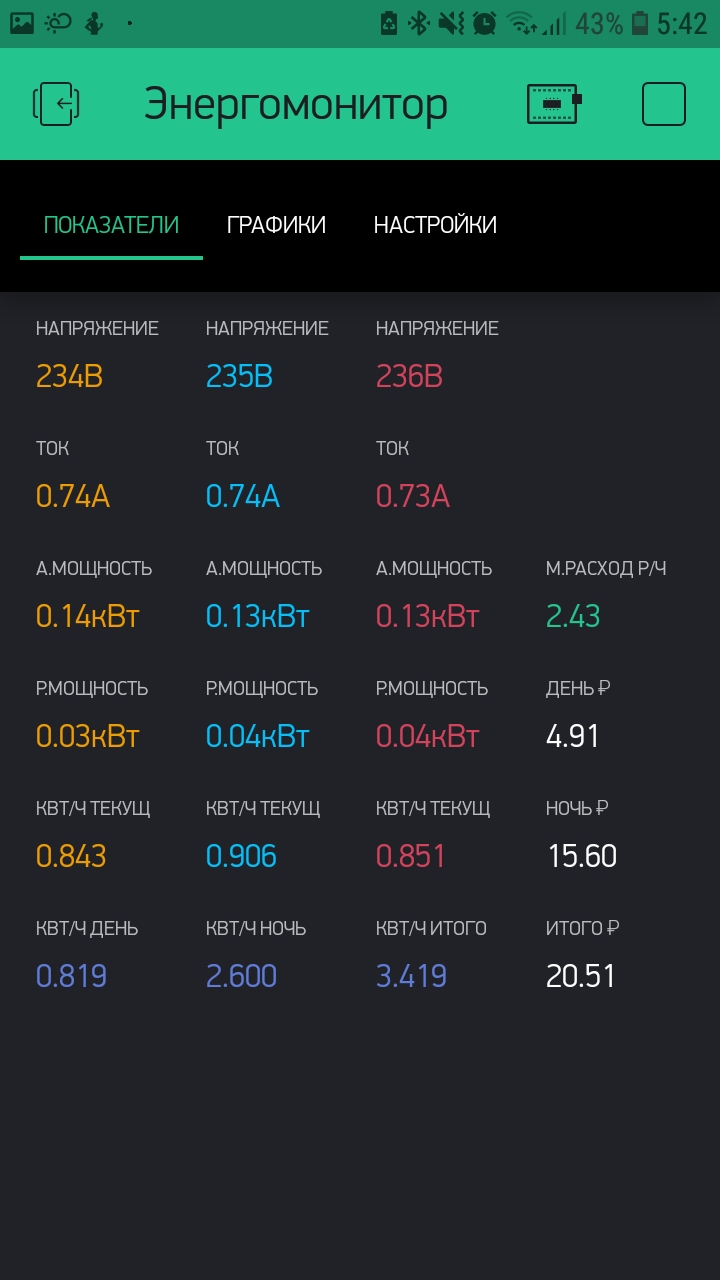 43% 5:42
Энергомонитор
ПОКАЗАТЕЛИ ГРАФИКИ НАСТРОЙКИ
НАПРЯЖЕНИЕ НАПРЯЖЕНИЕ НАПРЯЖЕНИЕ
234В 235В 236В
ТОК ТОК ТОК
0.74А 0.74А 0.73А
А.МОЩНОСТЬ А.МОЩНОСТЬ А.МОЩНОСТЬ М.РАСХОД Р/Ч
0.14кВт 0.13кВт 0.13кВт 2.43
Р.МОЩНОСТЬ Р.МОЩНОСТЬ Р.МОЩНОСТЬ ДЕНЬ ₽
0.03кВт 0.04кВт 0.04кВт 4.91
КВТ/Ч ТЕКУЩ КВТ/Ч ТЕКУЩ КВТ/Ч ТЕКУЩ НОЧЬ ₽
0.843 0.906 0.851 15.60
КВТ/Ч ДЕНЬ КВТ/Ч НОЧЬ КВТ/Ч ИТОГО ИТОГО ₽
0.819 2.600 3.419 20.51